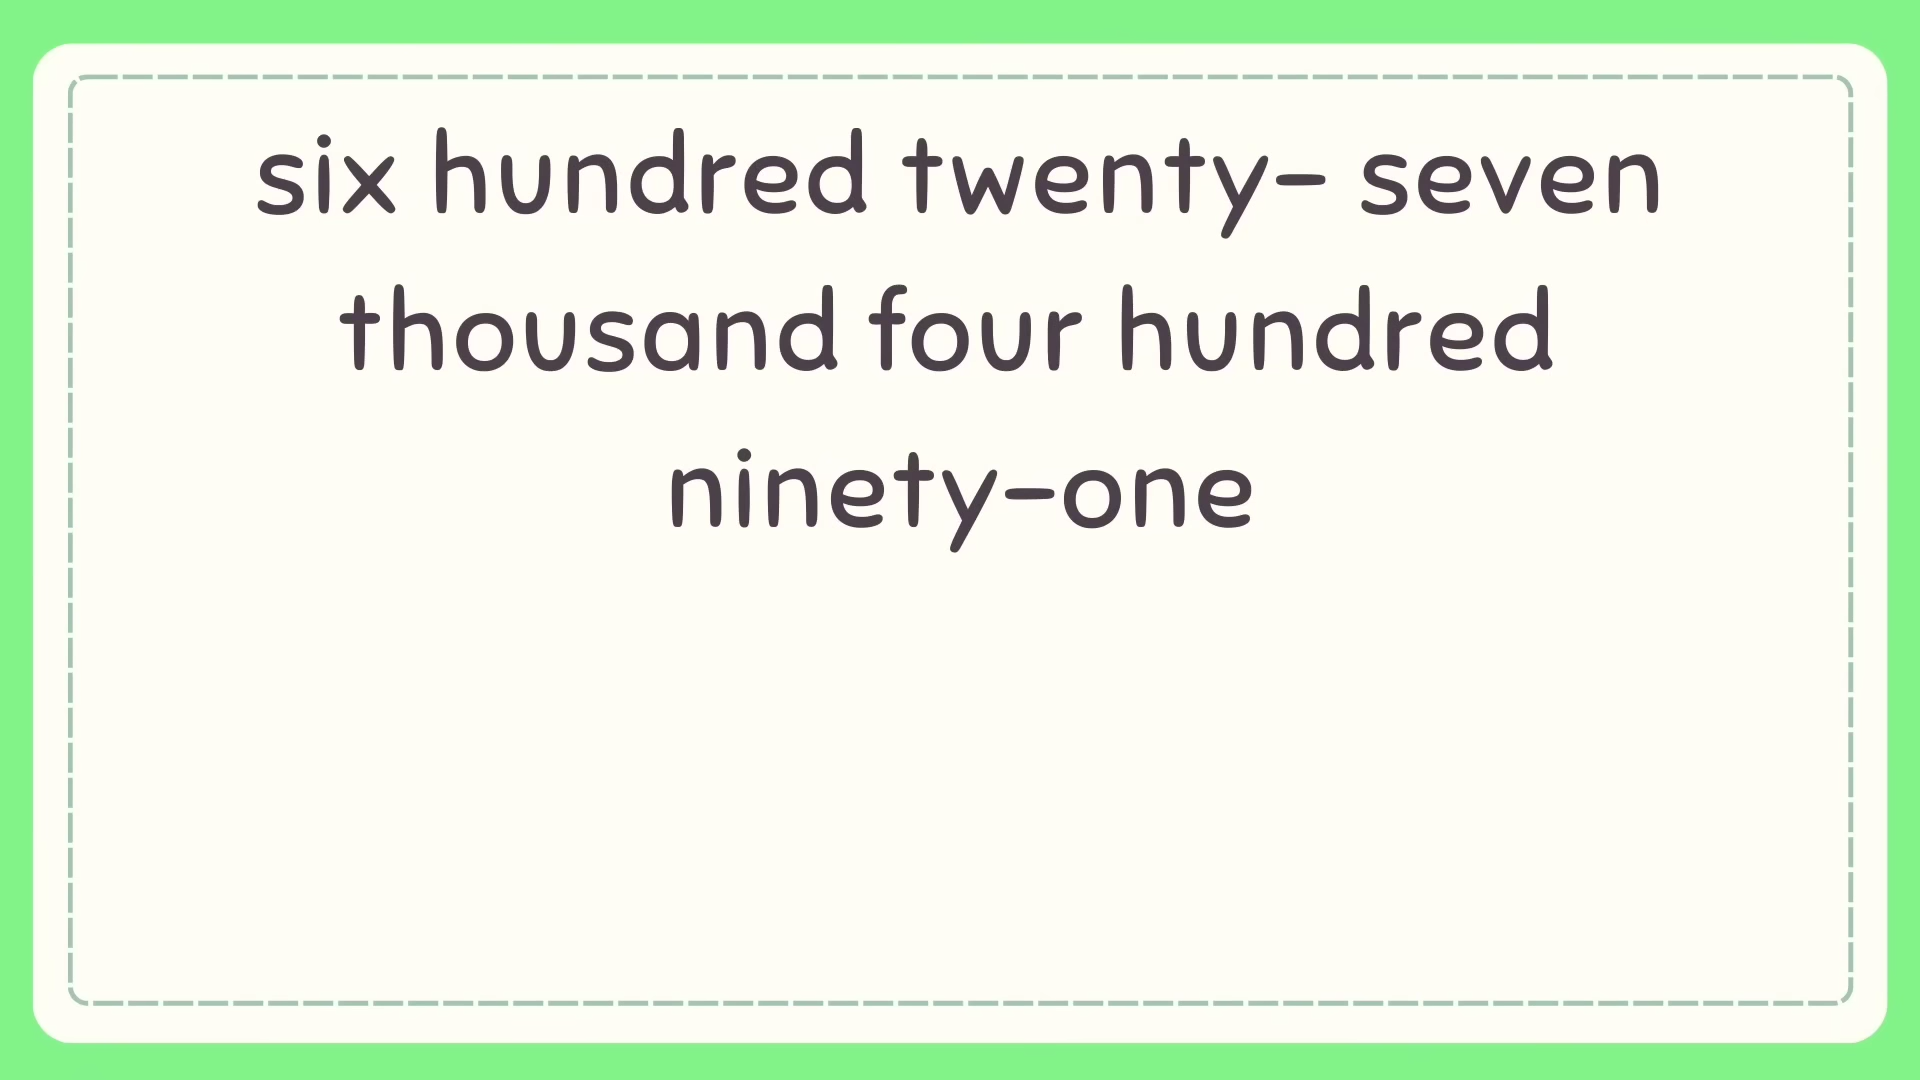 six hundred twenty- seven
thousand four hundred
ninety-one